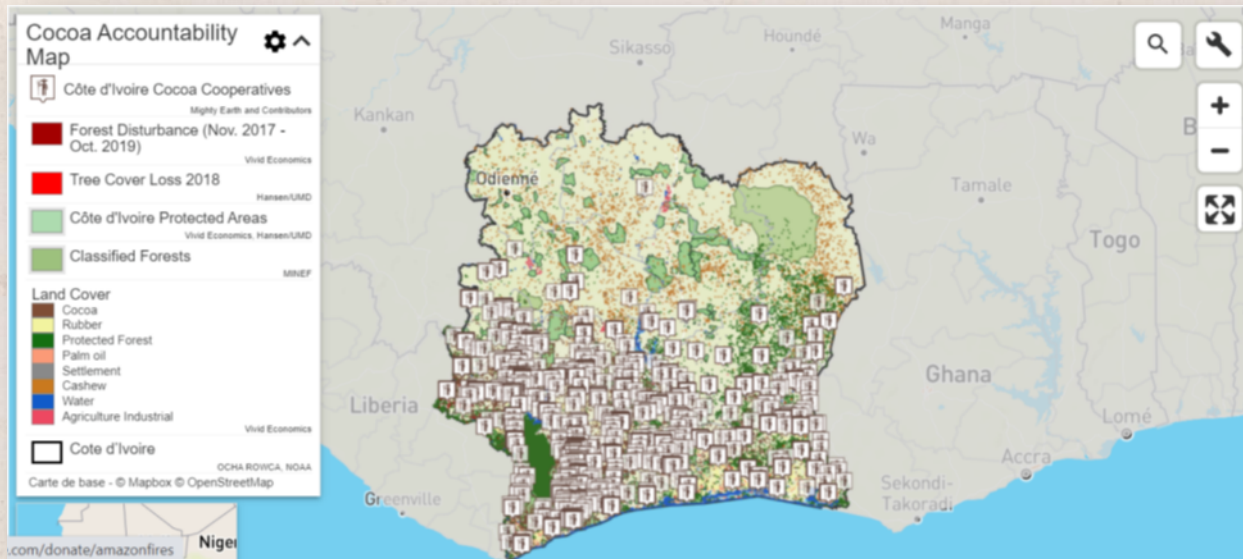 Cocoa Accountability
Map
Côte d'Ivoire Cocoa Cooperatives
Mighty Earth and Contributors
Forest Disturbance (Nov. 2017 -
Oct. 2019)
Vivid Economics
Tree Cover Loss 2018
Hansen/UMD
Côte d'Ivoire Protected Areas
Vivid Economics, Hansen/UMD
Classified Forests
MINEF
Land Cover
Cocoa
Rubber
Protected Forest
Palm oil
Settlement
Cashew
Water
Agriculture Industrial
Vivid Economics
Cote d'Ivoire
OCHA ROWCA, NOAA
Carte de base - © Mapbox © OpenStreetMap
.com/donate/amazonfires
Niger
Manga
Houndé
Sikasso
Kankan
Wa
B
Odienné
Tamale
Togo
Ghana
Liberia
Lomé
Accra
Greenville
Sekondi-
Takoradi